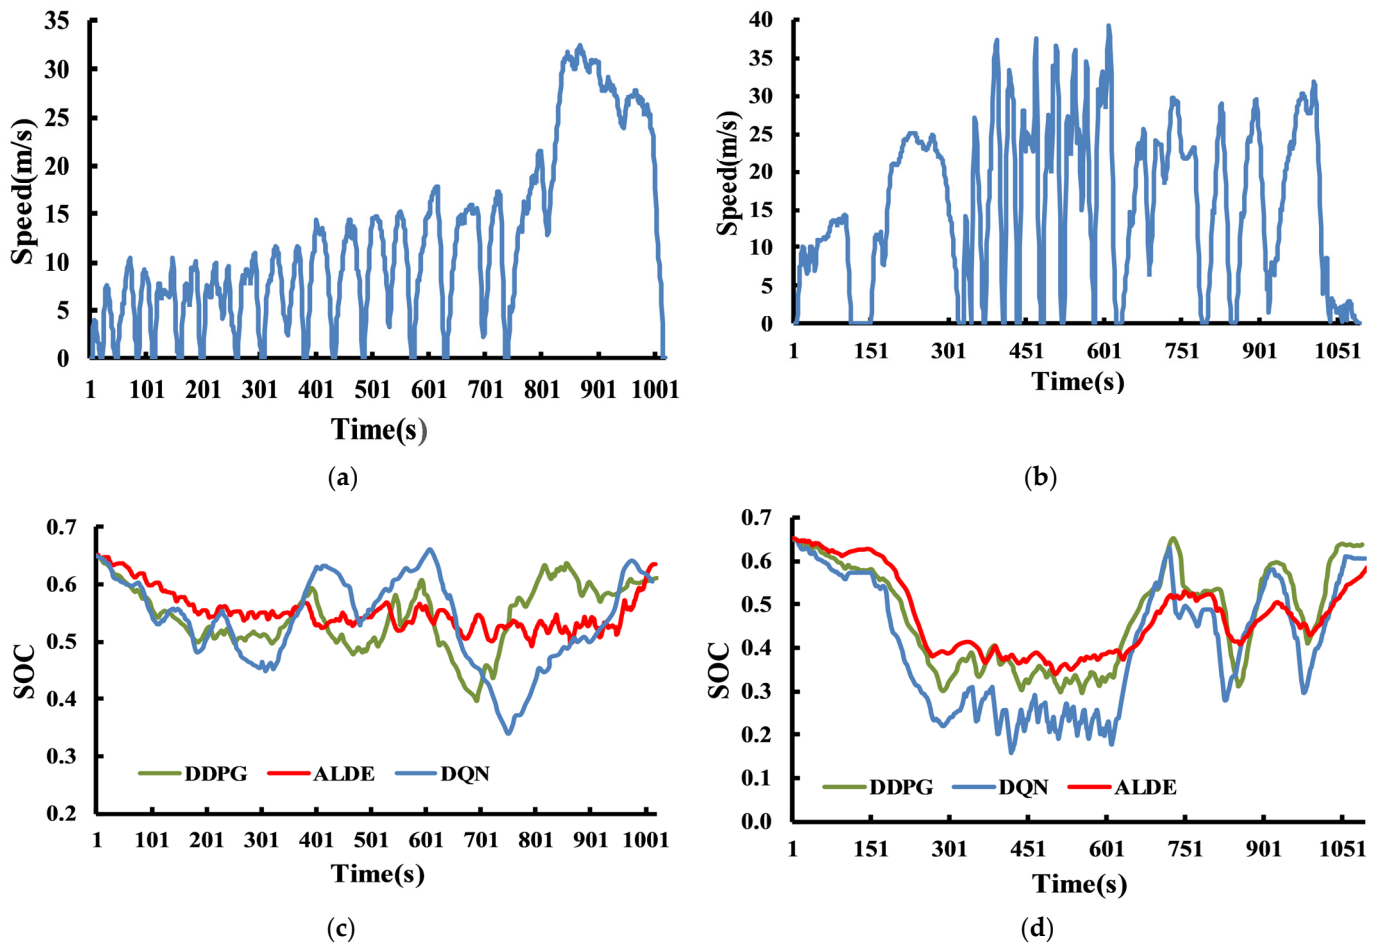 35
30
25
20
15
10
5
0
Speed(m/s)
1 101 201 301 401 501 601 701 801 901 1001
Time(s)
(a)
40
35
30
25
20
15
10
5
0
Speed(m/s)
1 151 301 451 601 751 901 1051
Time(s)
(b)
0.7
0.6
0.5
0.4
0.3
0.2
SOC
DDPG ALDE DQN
1 101 201 301 401 501 601 701 801 901 1001
Time(s)
(c)
0.7
0.6
0.5
0.4
0.3
0.2
0.1
0.0
SOC
DDPG DQN ALDE
1 151 301 451 601 751 901 1051
Time(s)
(d)